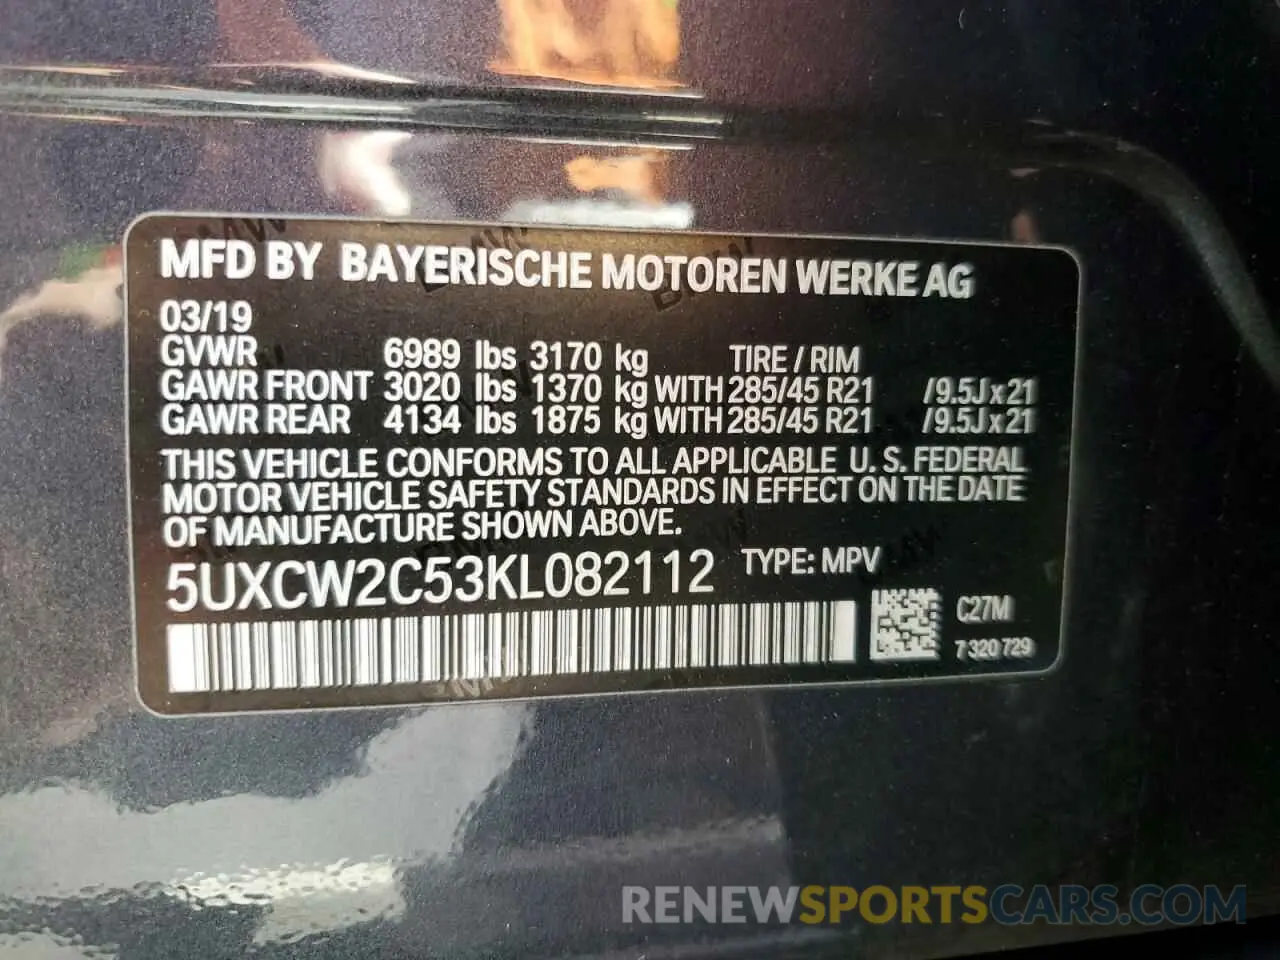 MFD BY BAYERISCHE MOTOREN WERKE AG
03/19
GVWR 6989 lbs 3170 kg TIRE / RIM
GAWR FRONT 3020 lbs 1370 kg WITH 285/45 R21 /9.5J x 21
GAWR REAR 4134 lbs 1875 kg WITH 285/45 R21 /9.5J x 21
THIS VEHICLE CONFORMS TO ALL APPLICABLE U. S. FEDERAL
MOTOR VEHICLE SAFETY STANDARDS IN EFFECT ON THE DATE
OF MANUFACTURE SHOWN ABOVE.
5UXCW2C53KL082112 TYPE: MPV
C27M
7 320 729
RENEWSPORTSCARS.COM